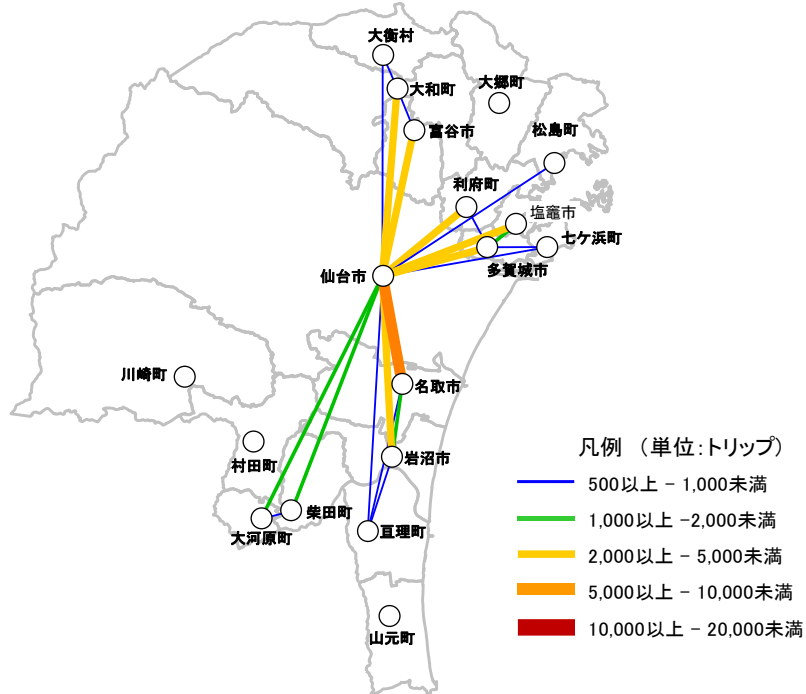 大衡村
大和町
大郷町
富谷市
松島町
利府町
塩竈市
七ケ浜町
多賀城市
仙台市
川崎町
名取市
岩沼市
村田町
柴田町
大河原町
亘理町
山元町
凡例 （単位:トリップ）
500以上 − 1,000未満
1,000以上 −2,000未満
2,000以上 − 5,000未満
5,000以上 − 10,000未満
10,000以上 − 20,000未満